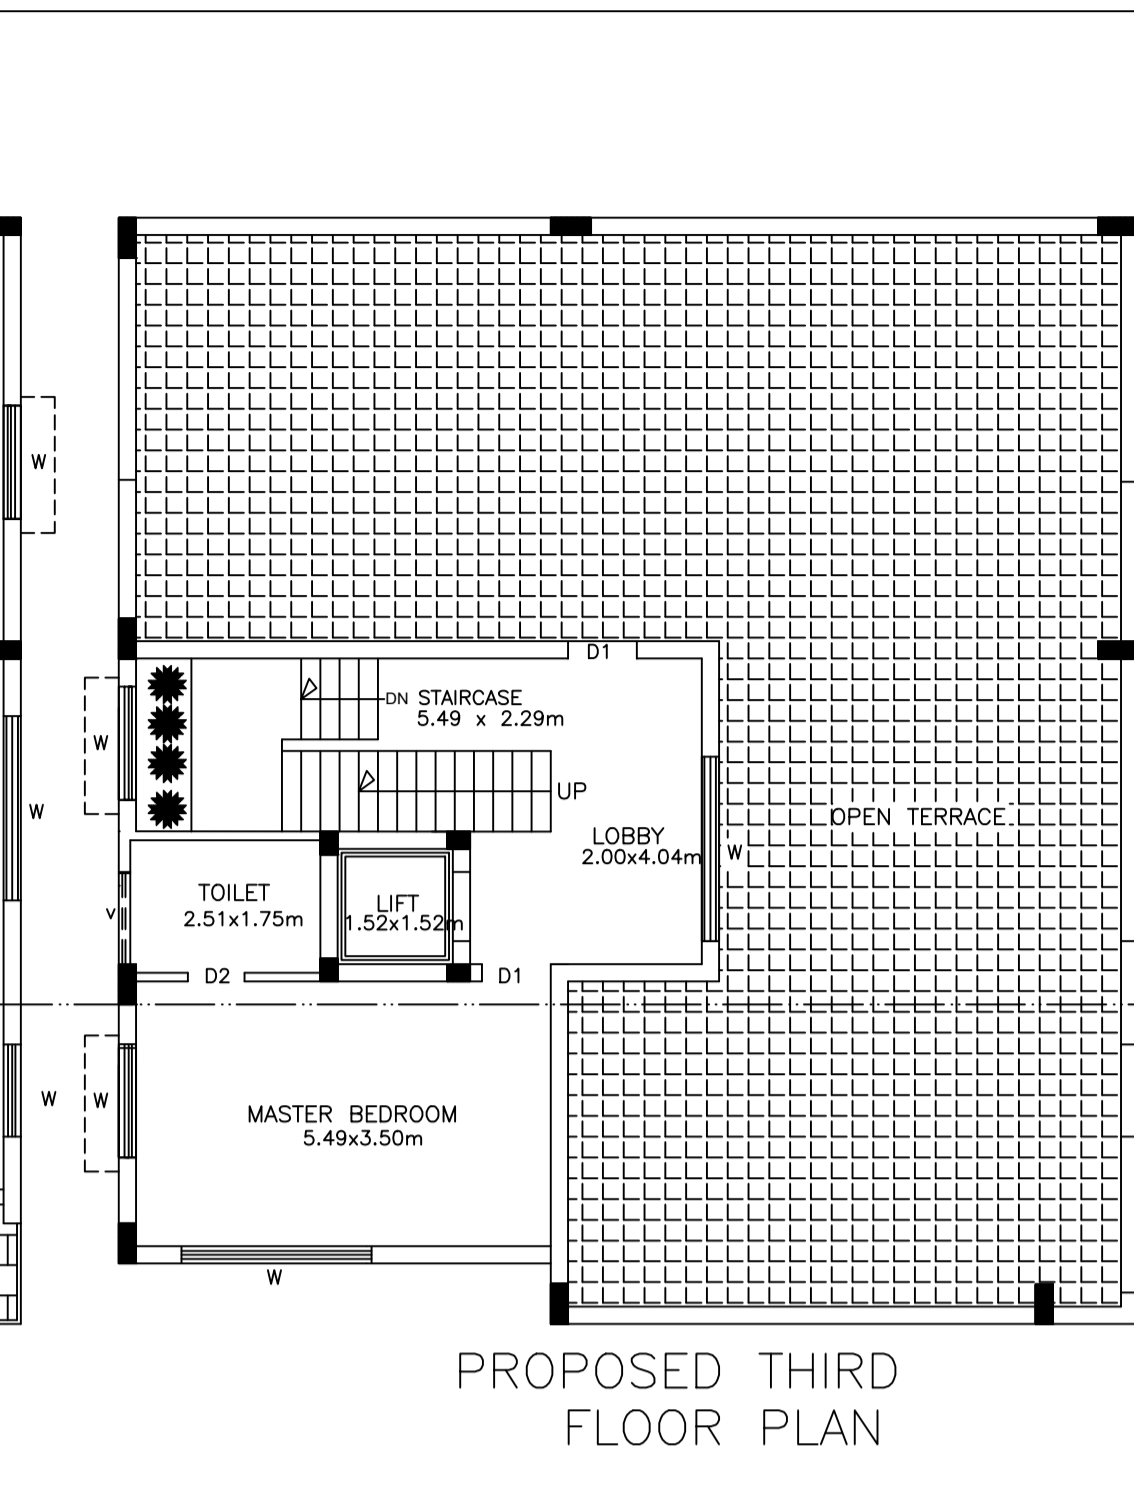 W
D1
DN STAIRCASE
5.49 x 2.29m
W
UP
W
OPEN TERRACE
LOBBY
2.00x4.04m
W
TOILET
2.51x1.75m
V
LIFT
1.52x1.52m
D2
D1
W
W
MASTER BEDROOM
5.49x3.50m
W
PROPOSED THIRD
FLOOR PLAN